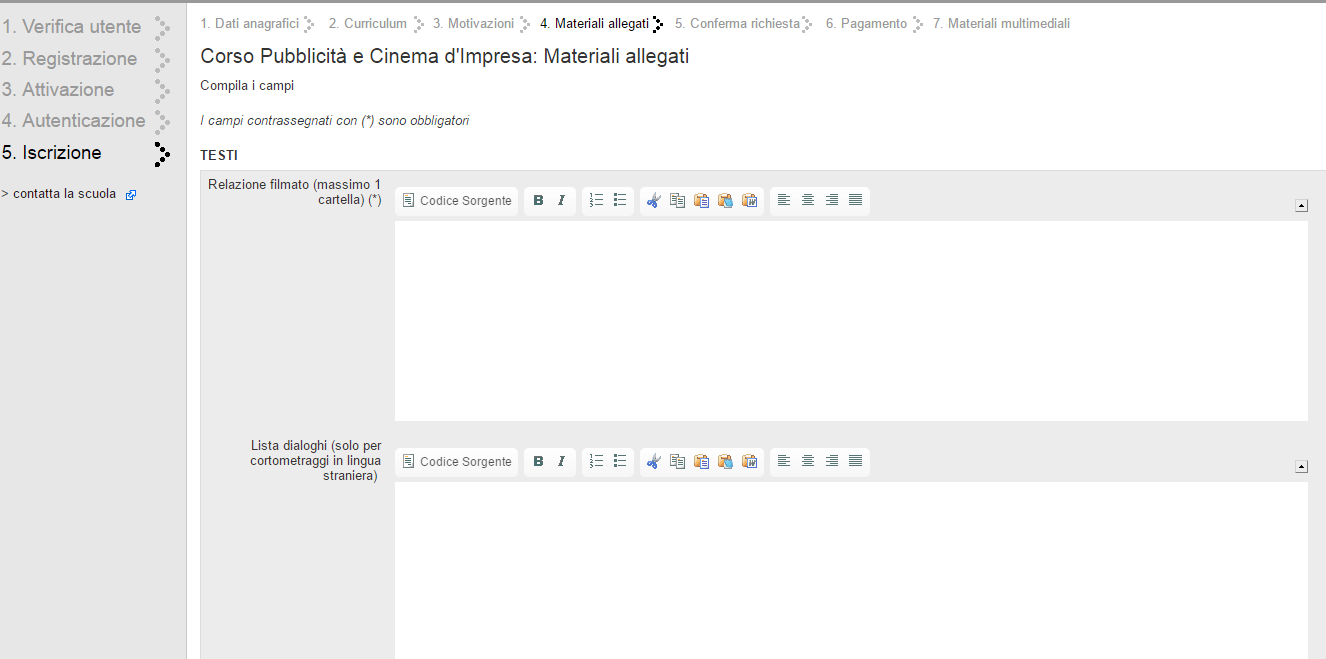 1. Verifica utente
2. Registrazione
3. Attivazione
4. Autenticazione
5. Iscrizione
> contatta la scuola
1. Dati anagrafici 2. Curriculum 3. Motivazioni 4. Materiali allegati 5. Conferma richiesta 6. Pagamento 7. Materiali multimediali
Corso Pubblicità e Cinema d'Impresa: Materiali allegati
Compila i campi
I campi contrassegnati con (*) sono obbligatori
TESTI
Relazione filmato (massimo 1
cartella) (*)
Codice Sorgente B I
Lista dialoghi (solo per
cortometraggi in lingua
straniera)
Codice Sorgente B I